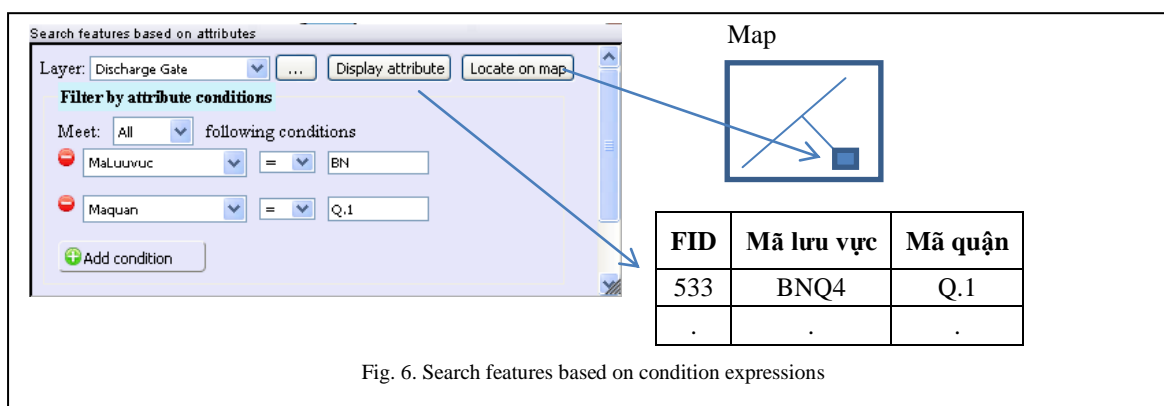 Search features based on attributes
Layer: Discharge Gate ... Display attribute Locate on map
Filter by attribute conditions
Meet: All following conditions
MaLuuvuc = BN
Maquan = Q.1
Add condition
Map
FID Mã lưu vực Mã quận
533 BNQ4 Q.1
. . .
Fig. 6. Search features based on condition expressions